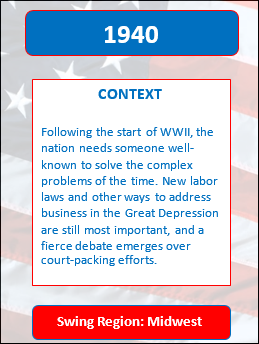 1940
CONTEXT
Following the start of WWII, the
nation needs someone well-
known to solve the complex
problems of the time. New labor
laws and other ways to address
business in the Great Depression
are still most important, and a
fierce debate emerges over
court-packing efforts.
Swing Region: Midwest